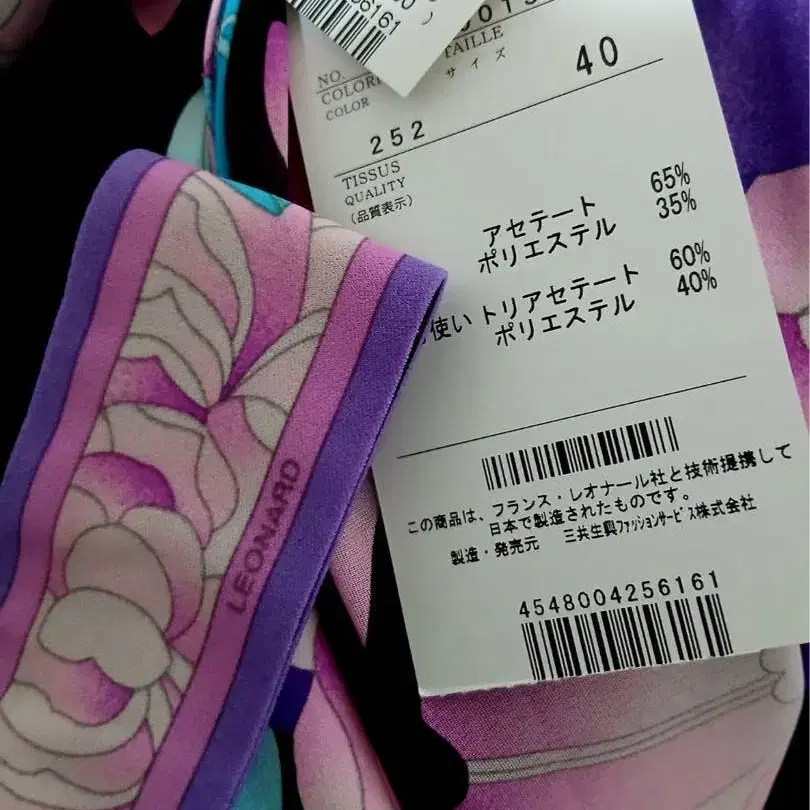 56161
NO.
COLORI
COLOR
TAILLE
サイズ
40
252
TISSUS
QUALITY
(品質表示)
アセテート 65%
ポリエステル 35%
使い トリアセテート 60%
ポリエステル 40%
この商品は、フランス・レオナール社と技術提携して
日本で製造されたものです。
製造・発売元 三共生興ファッションサービス株式会社
4548004256161
LEONARD